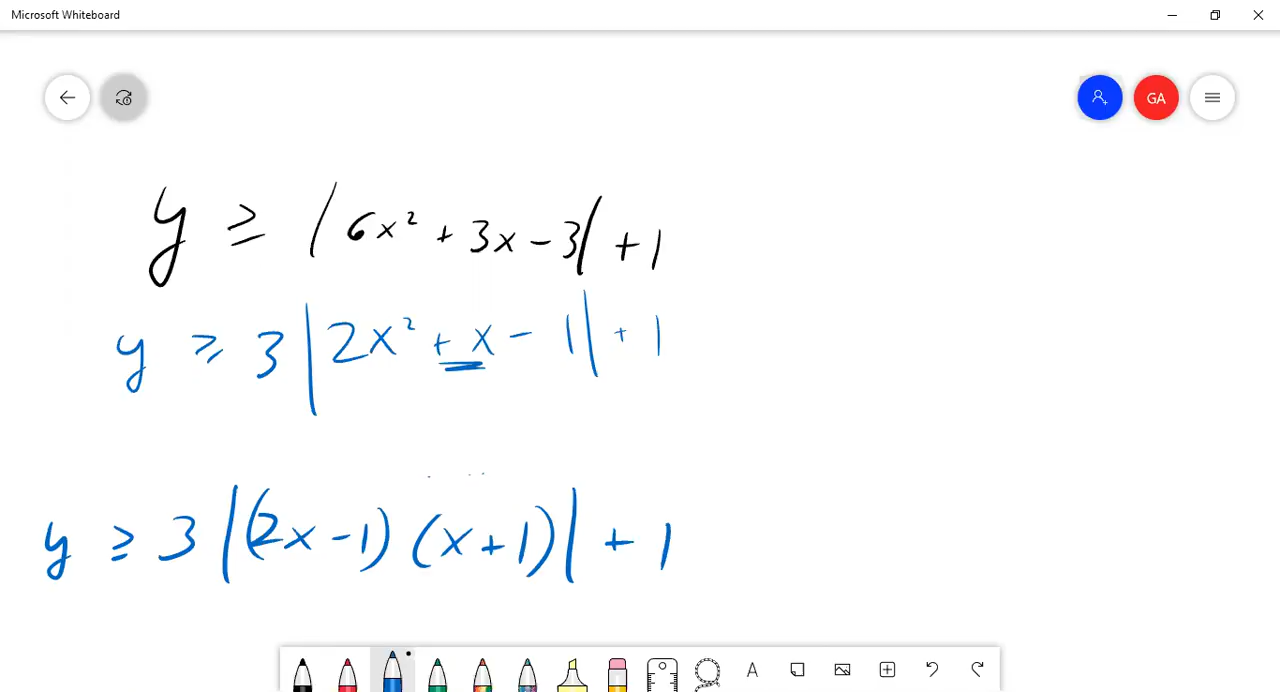 Microsoft Whiteboard
GA
y ≥ |6x² + 3x - 3| + 1
y ≥ 3|2x² + x - 1| + 1
y ≥ 3|(2x - 1)(x + 1)| + 1
A